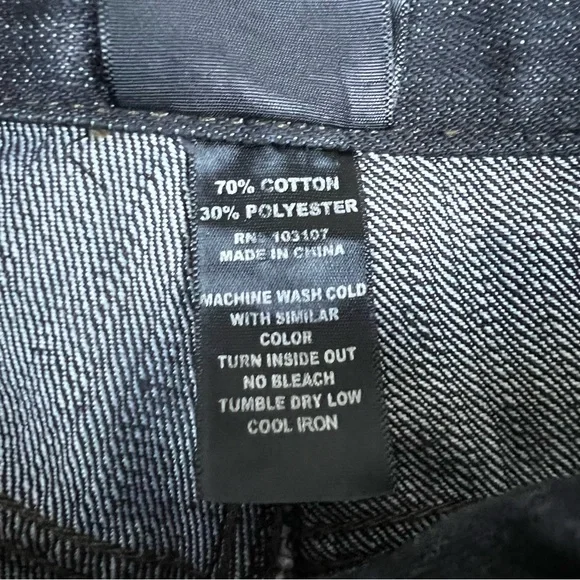 70% COTTON
30% POLYESTER
RN: 103107
MADE IN CHINA
MACHINE WASH COLD
WITH SIMILAR
COLOR
TURN INSIDE OUT
NO BLEACH
TUMBLE DRY LOW
COOL IRON